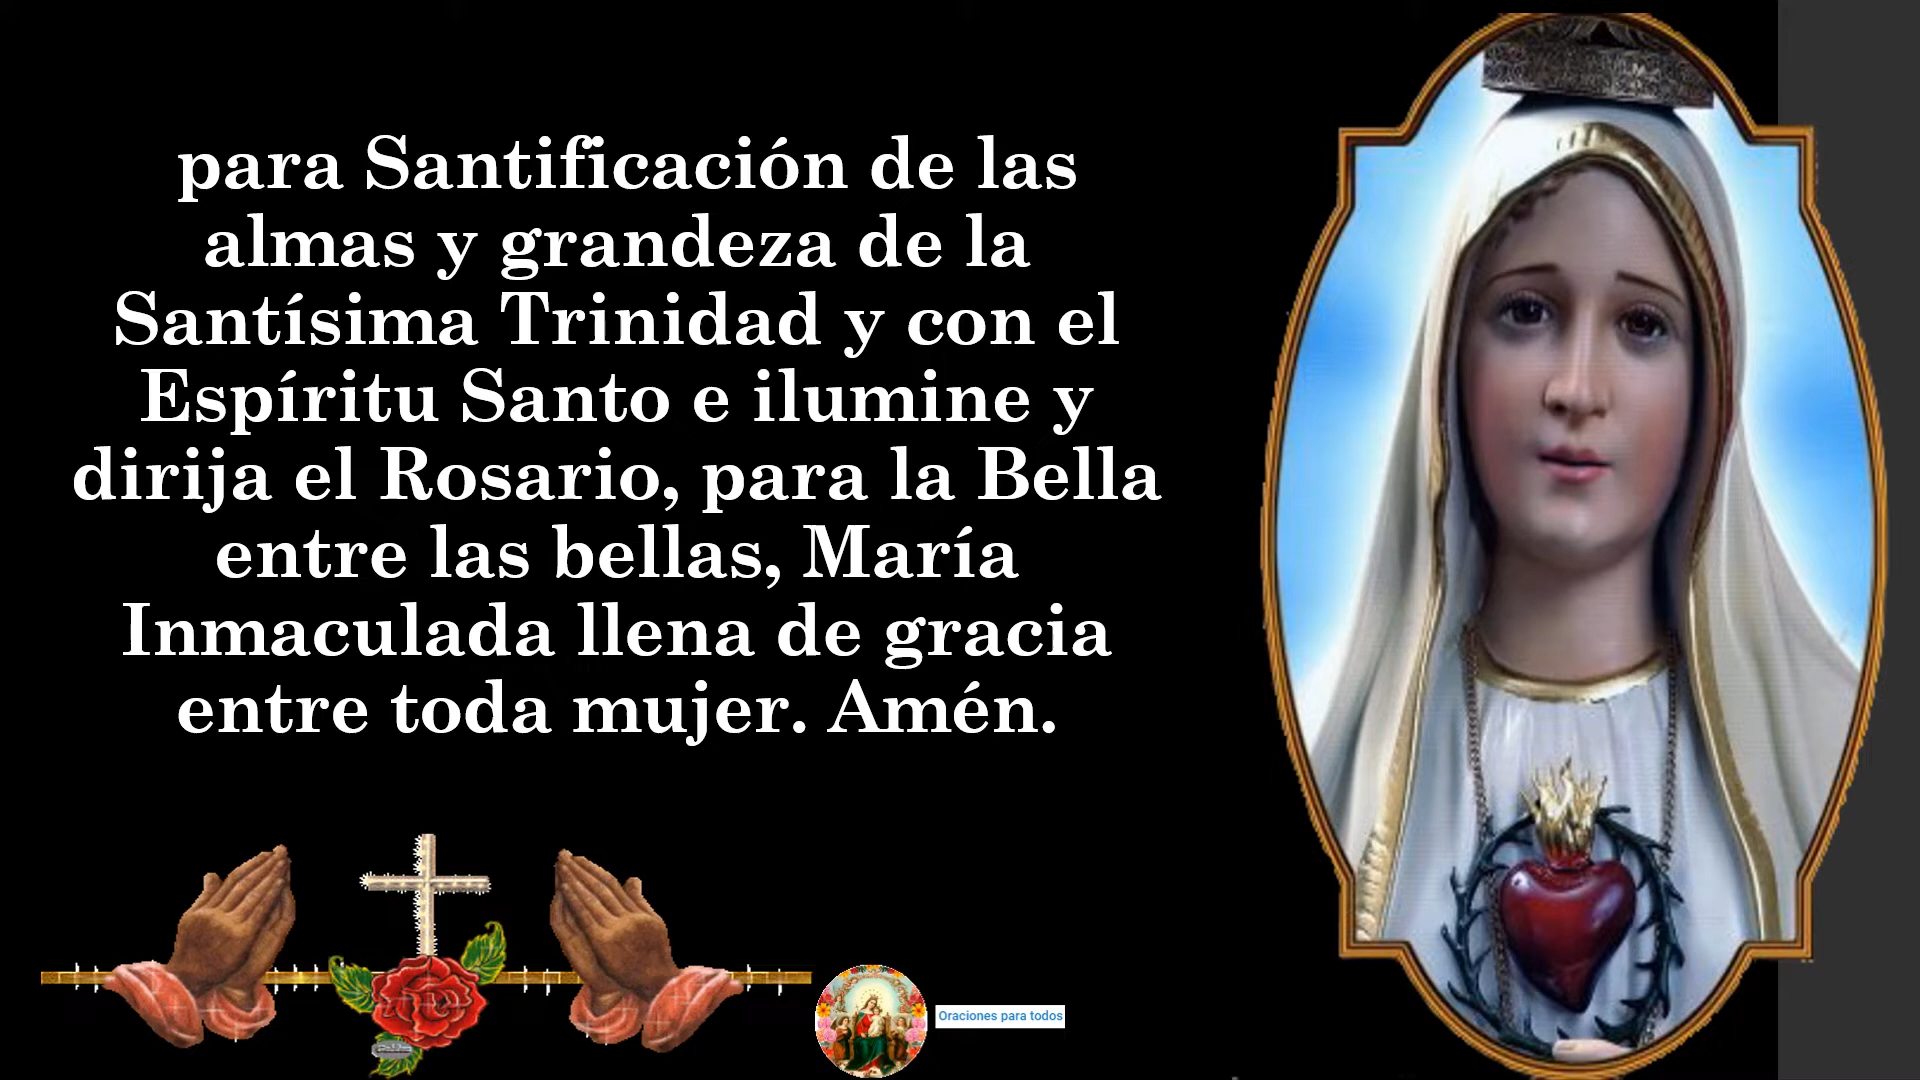 para Santificación de las
almas y grandeza de la
Santísima Trinidad y con el
Espíritu Santo e ilumine y
dirija el Rosario, para la Bella
entre las bellas, María
Inmaculada llena de gracia
entre toda mujer. Amén.
Oraciones para todos